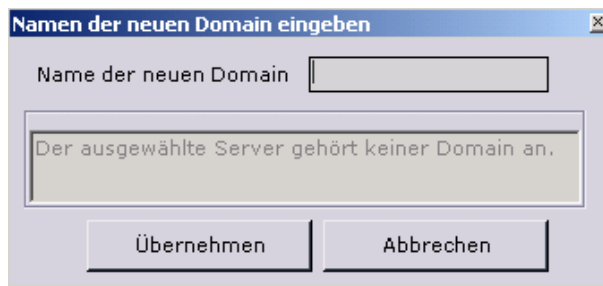 Namen der neuen Domain eingeben
Name der neuen Domain
Der ausgewählte Server gehört keiner Domain an.
Übernehmen
Abbrechen